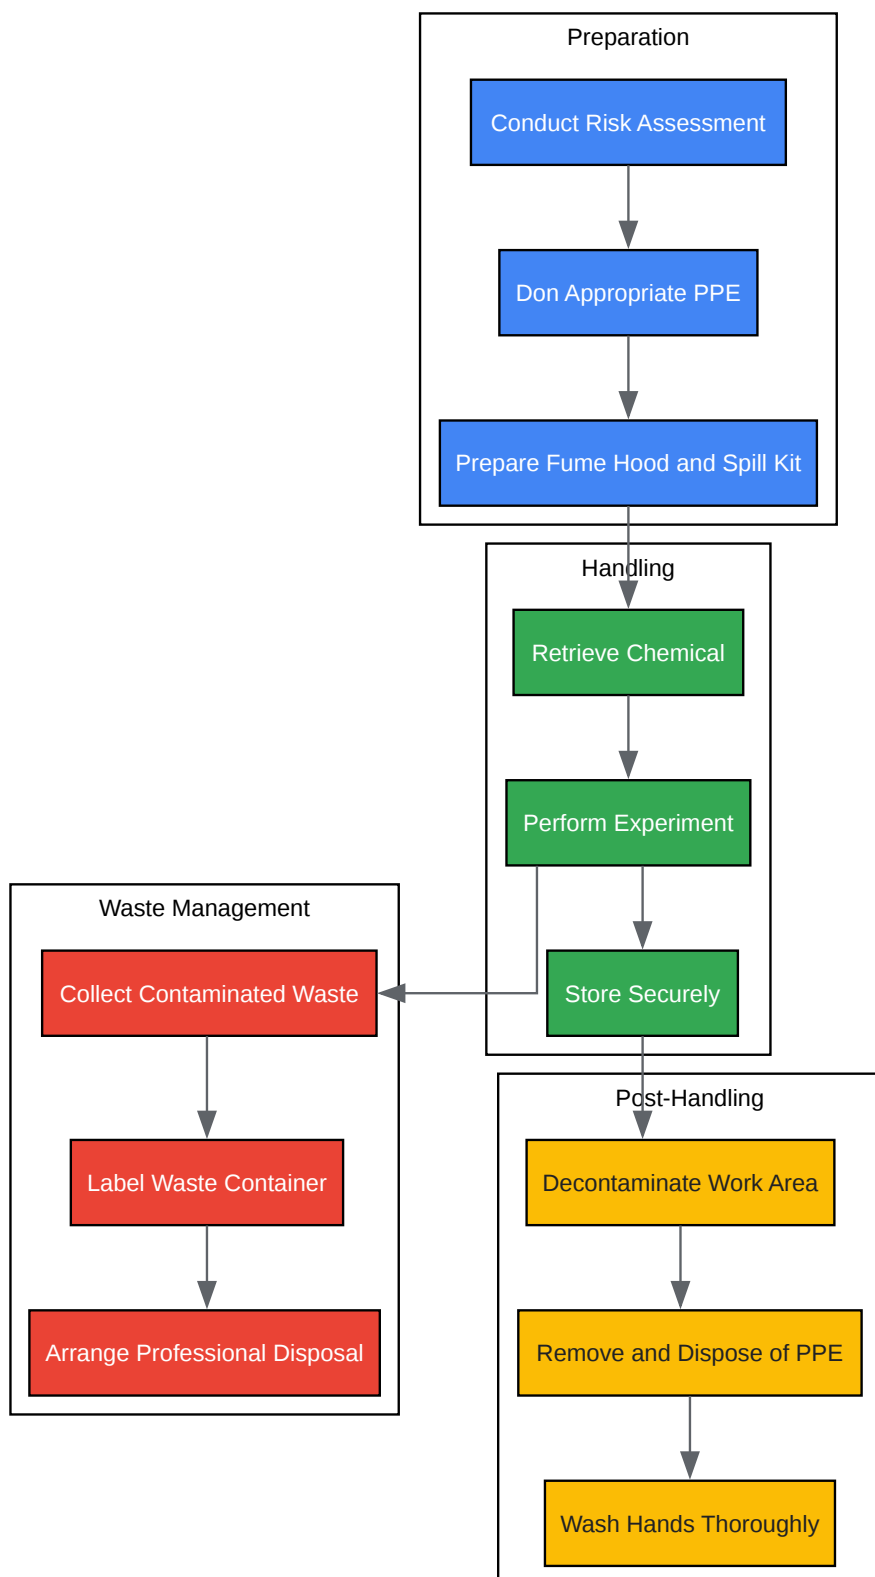 Preparation
Conduct Risk Assessment
Don Appropriate PPE
Prepare Fume Hood and Spill Kit
Handling
Retrieve Chemical
Perform Experiment
Store Securely
Waste Management
Collect Contaminated Waste
Label Waste Container
Arrange Professional Disposal
Post-Handling
Decontaminate Work Area
Remove and Dispose of PPE
Wash Hands Thoroughly